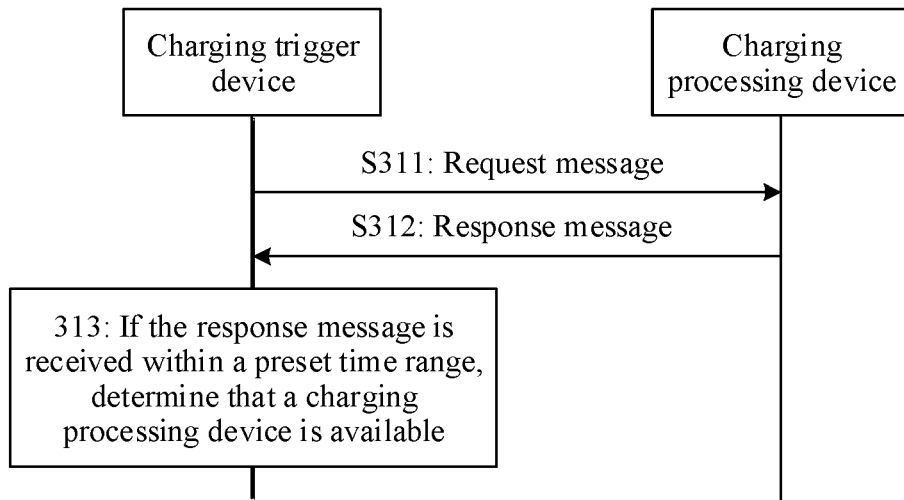 Charging trigger
device
Charging
processing device
S311: Request message
S312: Response message
313: If the response message is
received within a preset time range,
determine that a charging
processing device is available